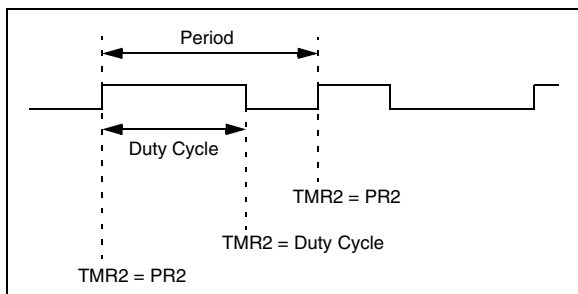 Period
Duty Cycle
TMR2 = PR2
TMR2 = Duty Cycle
TMR2 = PR2